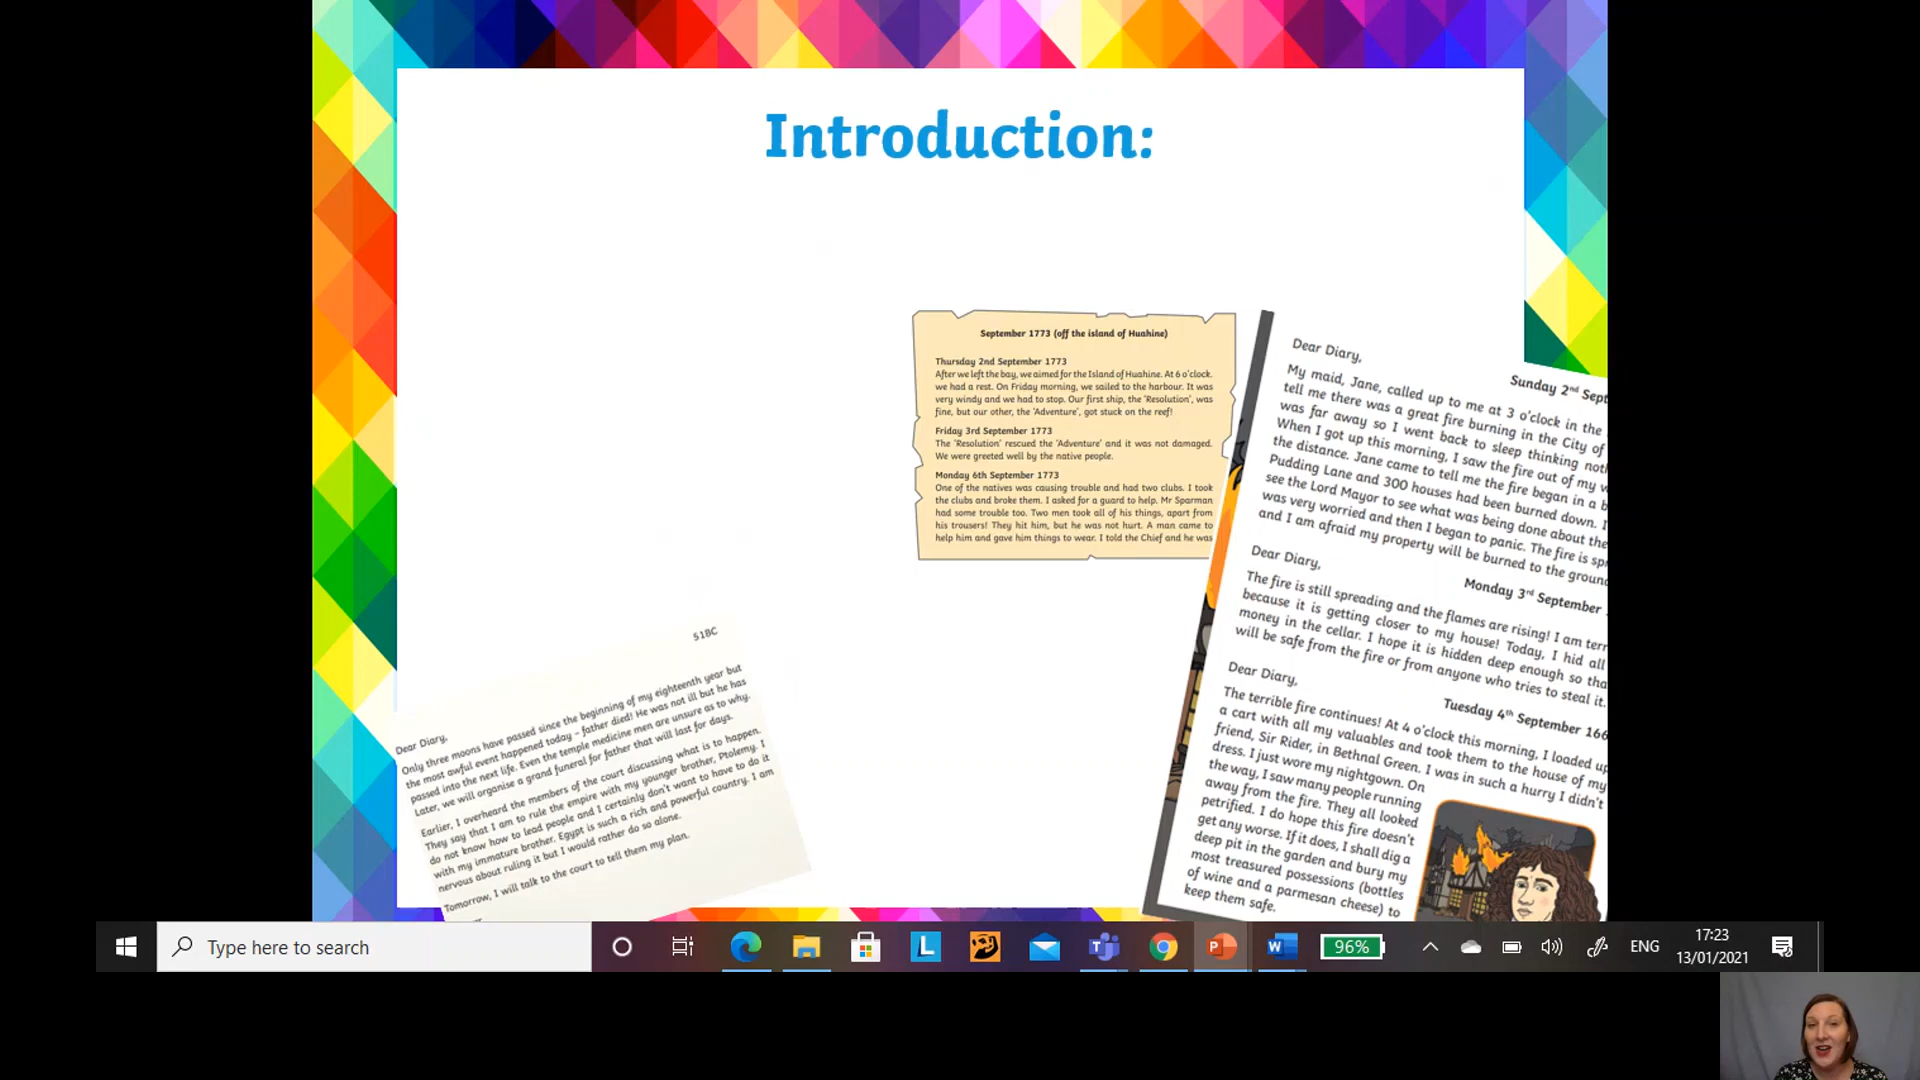 Introduction:
September 1773 (off the island of Huahine)
Thursday 2nd September 1773
After we left the bay, we aimed for the Island of Huahine. At 6 o'clock,
we had a rest. On Friday morning, we sailed to the harbour. It was
very windy and we had to stop. Our first ship, the 'Resolution', was
fine, but our other, the 'Adventure', got stuck on the reef!
Friday 3rd September 1773
The 'Resolution' rescued the 'Adventure' and it was not damaged.
We were greeted well by the native people.
Monday 6th September 1773
One of the natives was causing trouble and had two clubs. I took
the clubs and broke them. I asked for a guard to help. Mr Sparman
had some trouble too. Two men took all of his things, apart from
his trousers! They hit him, but he was not hurt. A man came to
help him and gave him things to wear. I told the Chief and he was
Sunday 2nd Sept
Dear Diary,
My maid, Jane, called up to me at 3 o'clock in the
tell me there was a great fire burning in the City of
was far away so I went back to sleep thinking
When I got up this morning, I saw the fire out of my
the distance. Jane came to tell me the fire began in a
Pudding Lane and 300 houses had been burned down. I
see the Lord Mayor to see what was being done about the
was very worried and then I began to panic. The fire is
and I am afraid my property will be burned to the
Monday 3rd September
Dear Diary,
The fire is still spreading and the flames are rising! I am
because it is getting closer to my house! Today, I hid all
money in the cellar. I hope it is hidden deep enough so
will be safe from the fire or from anyone who tries to steal it.
Tuesday 4th September 166
Dear Diary,
The terrible fire continues! At 4 o'clock this morning, I loaded up
a cart with all my valuables and took them to the house of my
friend, Sir Rider, in Bethnal Green. I was in such a hurry I didn't
dress. I just wore my nightgown. On
the way, I saw many people running
away from the fire. They all looked
petrified. I do hope this fire doesn't
get any worse. If it does, I shall dig a
deep pit in the garden and bury my
most treasured possessions (bottles
of wine and a parmesan cheese) to
keep them safe.
51BC
Dear Diary,
Only three moons have passed since the beginning of my eighteenth year but
the most awful event happened today – father died! He was not ill but he has
passed into the next life. Even the temple medicine men are unsure as to why.
Later, we will organise a grand funeral for father that will last for days.
Earlier, I overheard the members of the court discussing what is to happen.
They say that I am to rule the empire with my younger brother, Ptolemy. I
do not know how to lead people and I certainly don't want to have to do it
with my immature brother. Egypt is such a rich and powerful country. I am
nervous about ruling it but I would rather do so alone.
Tomorrow, I will talk to the court to tell them my plan.
Type here to search
L
P
W
96%
ENG
17:23
13/01/2021